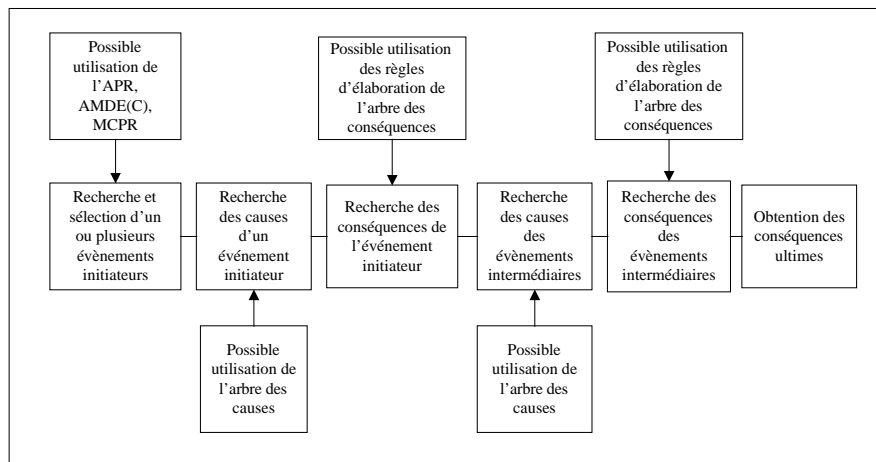 Possible
utilisation de
l'APR,
AMDE(C),
MCPR
Possible utilisation
des règles
d'élaboration de
l'arbre des
conséquences
Possible utilisation
des règles
d'élaboration de
l'arbre des
conséquences
Recherche et
sélection d'un
ou plusieurs
évènements
initiateurs
Recherche
des causes
d'un
événement
initiateur
Recherche des
conséquences de
l'événement
initiateur
Recherche
des causes
des
évènements
intermédiaires
Recherche des
conséquences
des
évènements
intermédiaires
Obtention des
conséquences
ultimes
Possible
utilisation de
l'arbre des
causes
Possible
utilisation de
l'arbre des
causes